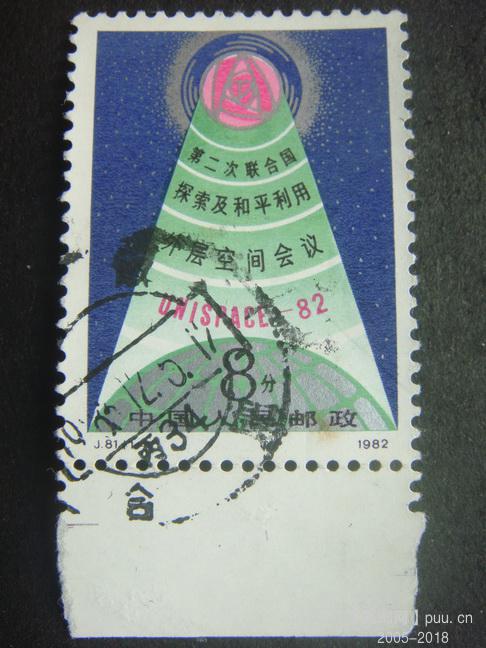 第二次联合国
探索及和平利用
外层空间会议
UNISPACE-82
8分
中国人民邮政
J.81
1982
合
puu.cn
2005-2018